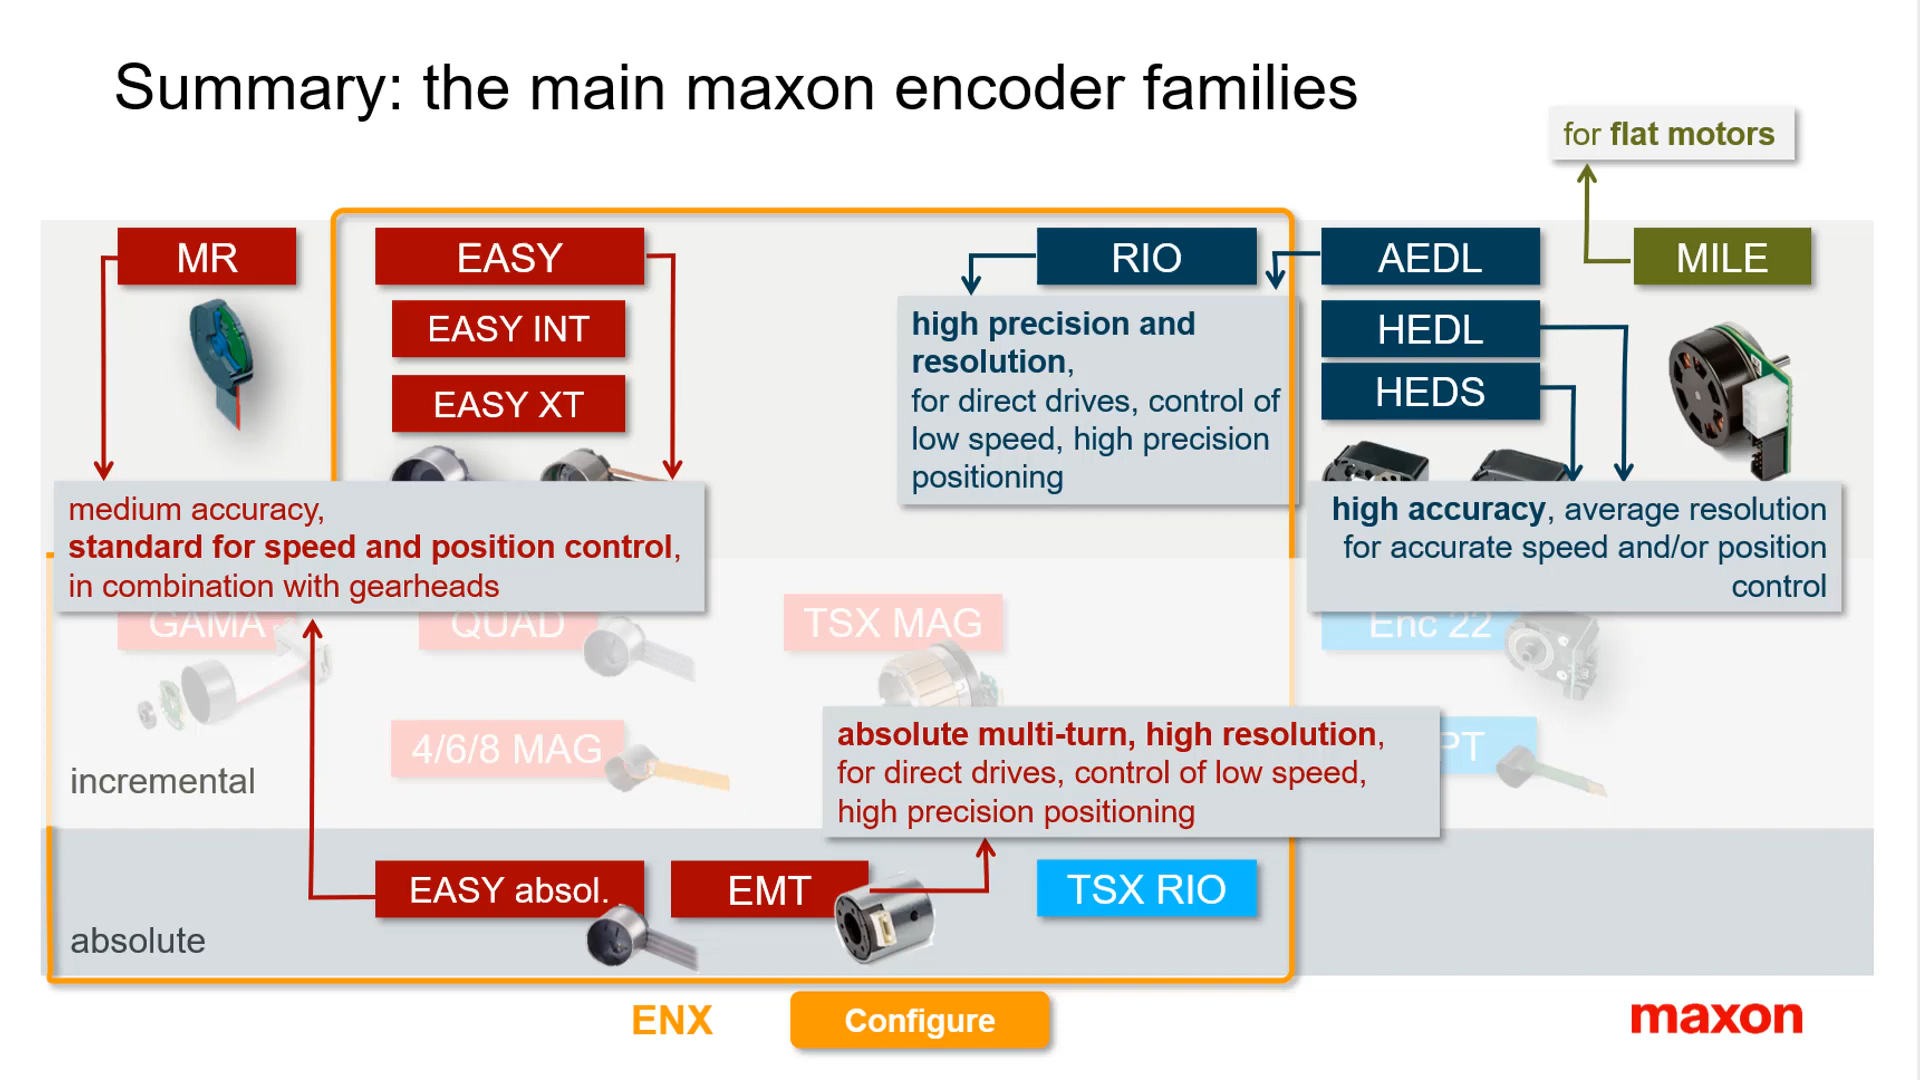 Summary: the main maxon encoder families
for flat motors
MR
EASY
RIO
AEDL
MILE
EASY INT
HEDL
EASY XT
HEDS
high precision and
resolution,
for direct drives, control of
low speed, high precision
positioning
medium accuracy,
standard for speed and position control,
in combination with gearheads
high accuracy, average resolution
for accurate speed and/or position
control
GAMA
QUAD
TSX MAG
Enc 22
4/6/8 MAG
PT
absolute multi-turn, high resolution,
for direct drives, control of low speed,
high precision positioning
incremental
EASY absol.
EMT
TSX RIO
absolute
ENX
Configure
maxon